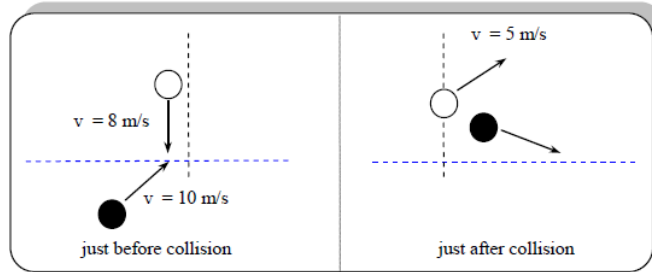 v = 8 m/s
v = 10 m/s
just before collision
v = 5 m/s
just after collision